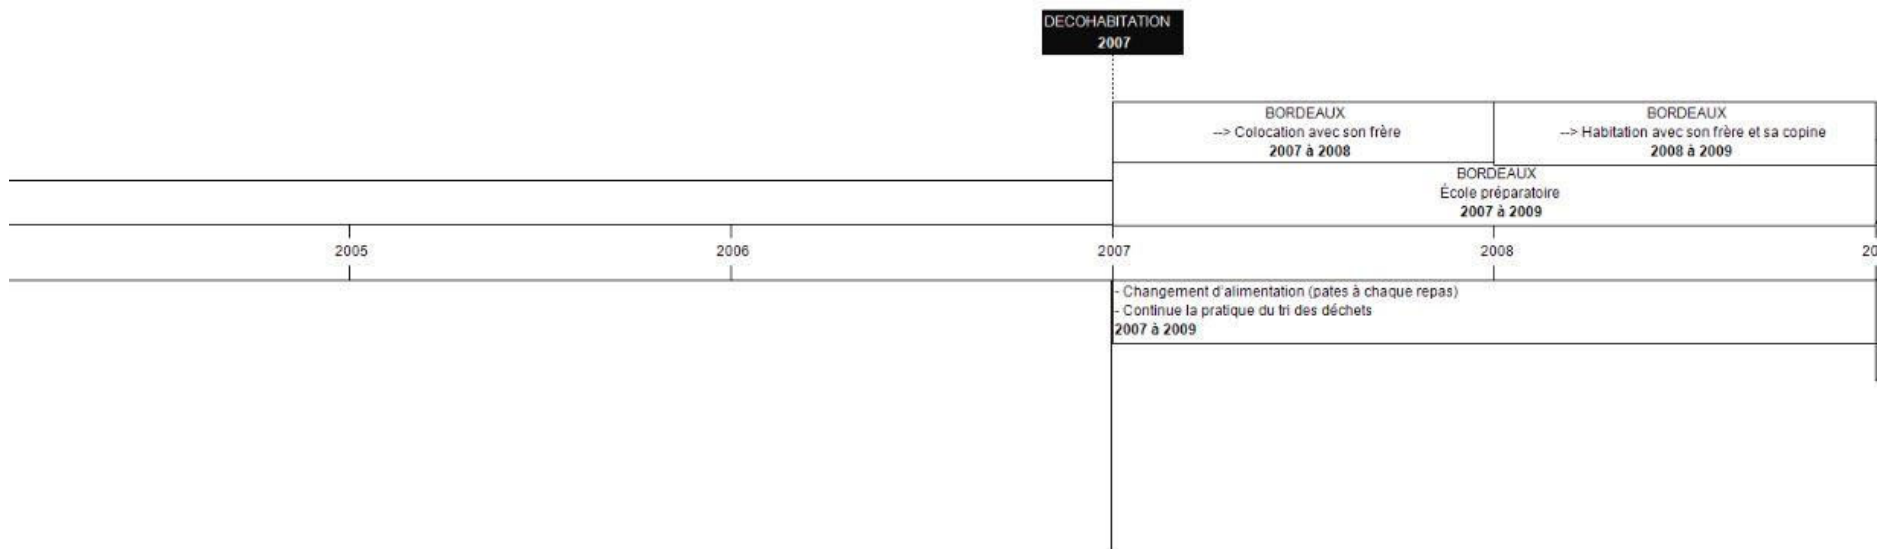 DECOHABITATION
2007
BORDEAUX
--> Colocation avec son frère
2007 à 2008
BORDEAUX
--> Habitation avec son frère et sa copine
2008 à 2009
BORDEAUX
École préparatoire
2007 à 2009
2005
2006
2007
2008
20
- Changement d'alimentation (pates à chaque repas)
- Continue la pratique du tri des déchets
2007 à 2009